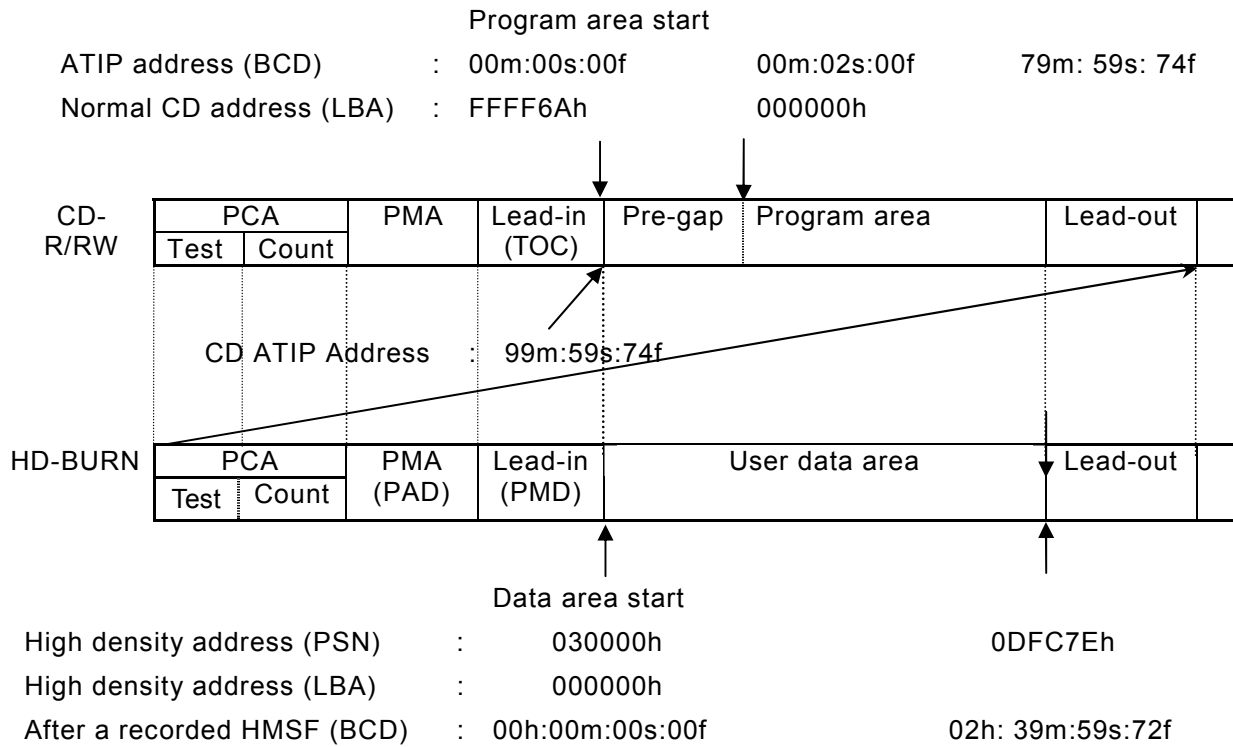 Program area start
ATIP address (BCD) : 00m:00s:00f 00m:02s:00f 79m: 59s: 74f
Normal CD address (LBA) : FFFF6Ah 000000h
CD- PCA PMA Lead-in Pre-gap Program area Lead-out
R/RW Test Count (TOC)
CD ATIP Address : 99m:59s:74f
HD-BURN PCA PMA Lead-in User data area Lead-out
Test Count (PAD) (PMD)
Data area start
High density address (PSN) : 030000h 0DFC7Eh
High density address (LBA) : 000000h
After a recorded HMSF (BCD) : 00h:00m:00s:00f 02h: 39m:59s:72f